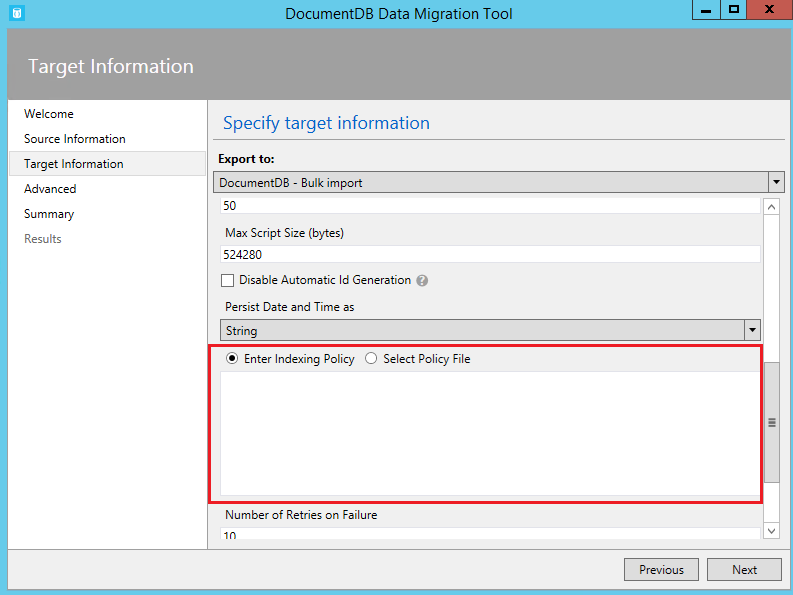 DocumentDB Data Migration Tool
Target Information
Welcome
Source Information
Target Information
Advanced
Summary
Results
Specify target information
Export to:
DocumentDB - Bulk import
50
Max Script Size (bytes)
524280
Disable Automatic Id Generation ?
Persist Date and Time as
String
Enter Indexing Policy Select Policy File
Number of Retries on Failure
10
Previous Next